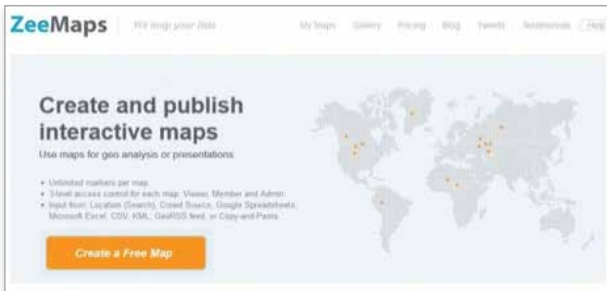 ZeeMaps We map your data My Maps Gallery Pricing Blog Tweets Testimonials Help
Create and publish
interactive maps
Use maps for geo analysis or presentations
• Unlimited markers per map.
• 3-level access control for each map: Viewer, Member and Admin.
• Input from: Location (Search), Crowd Source, Google Spreadsheets,
Microsoft Excel, CSV, KML, GeoRSS feed, or Copy-and-Paste.
Create a Free Map